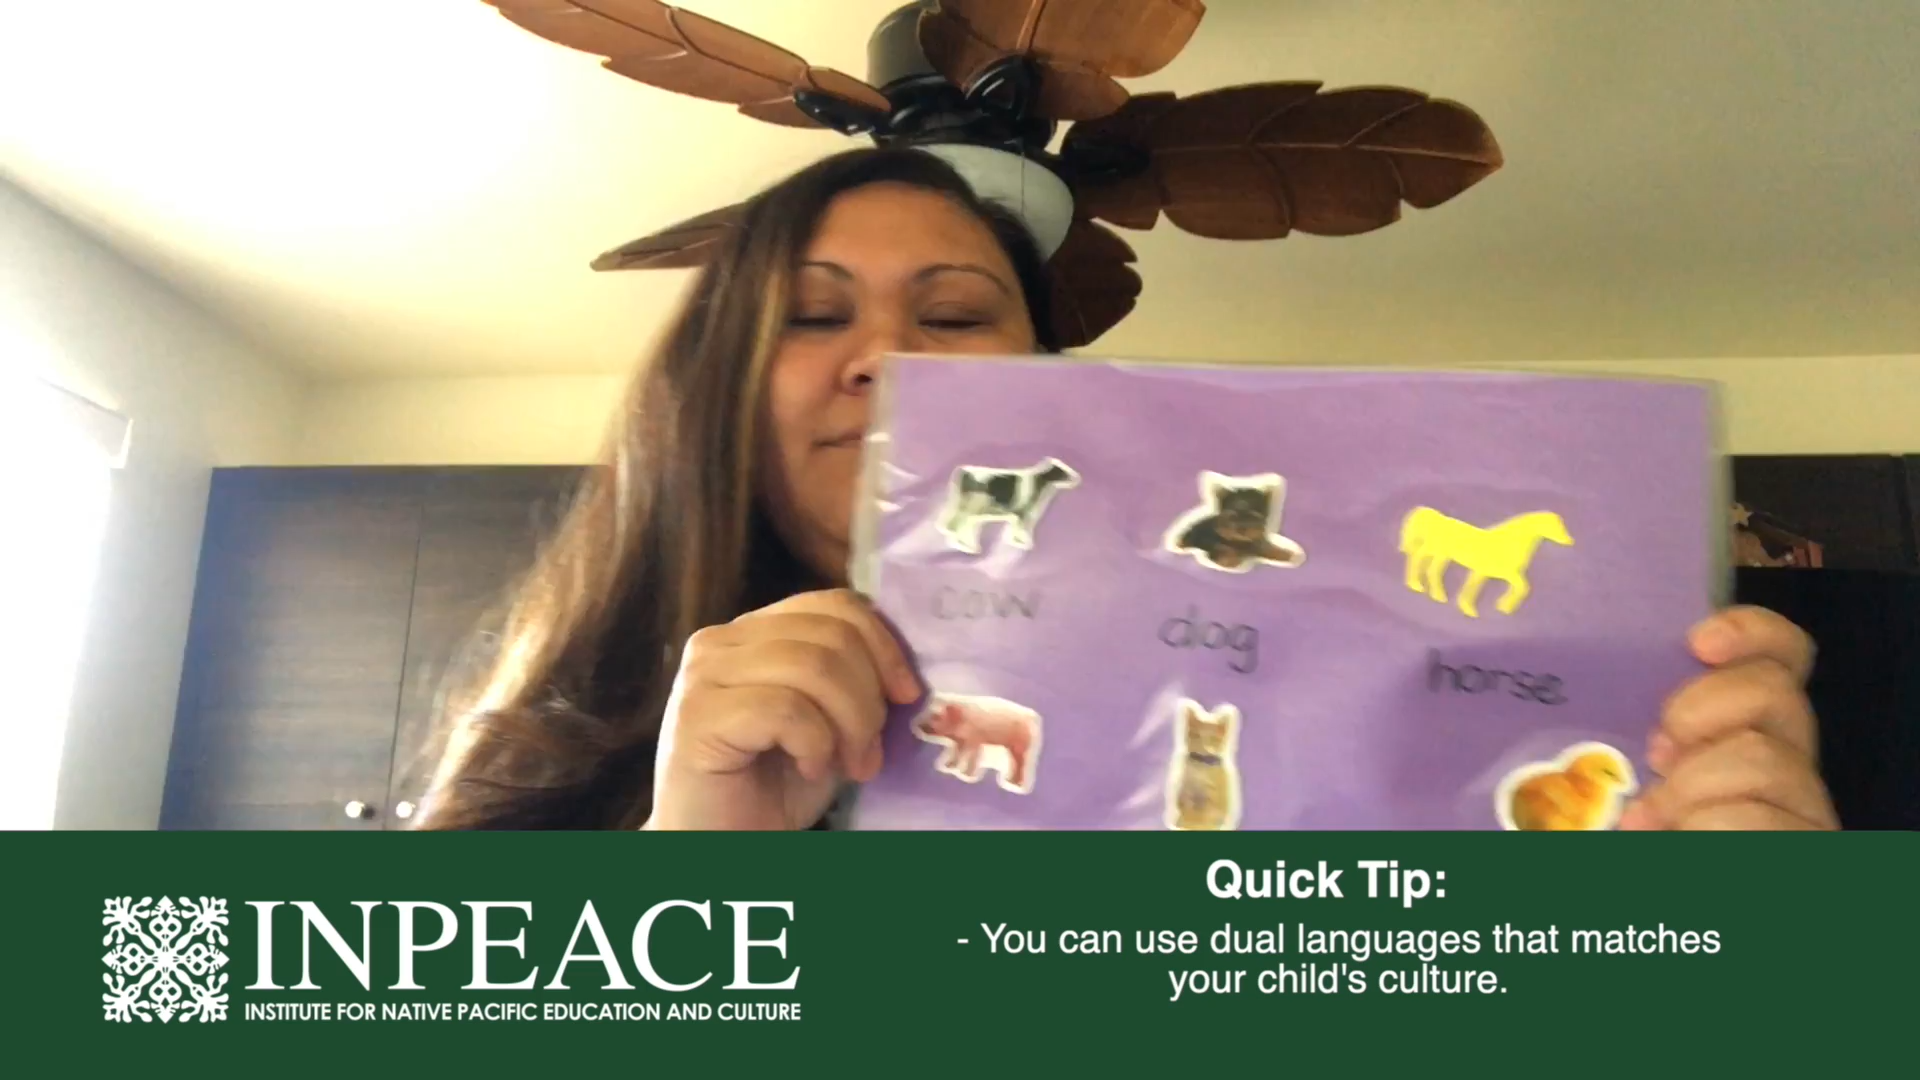 cow
dog
horse
INPEACE
INSTITUTE FOR NATIVE PACIFIC EDUCATION AND CULTURE
Quick Tip:
- You can use dual languages that matches
your child's culture.